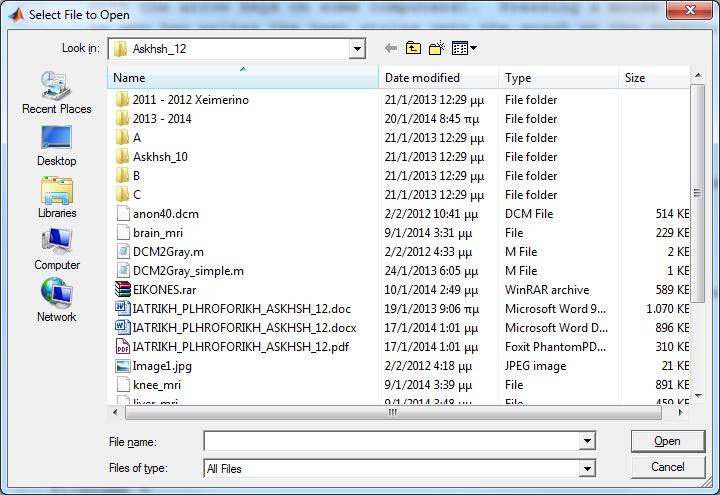 Select File to Open
Look in: Askhsh_12
Recent Places
Desktop
Libraries
Computer
Network
Name Date modified Type Size
2011 - 2012 Xeimerino 21/1/2013 12:29 μμ File folder
2013 - 2014 20/1/2014 8:45 πμ File folder
A 21/1/2013 12:29 μμ File folder
Askhsh_10 21/1/2013 12:29 μμ File folder
B 21/1/2013 12:29 μμ File folder
C 21/1/2013 12:29 μμ File folder
anon40.dcm 2/2/2012 10:41 μμ DCM File 514 KB
brain_mri 9/1/2014 3:31 μμ File 229 KB
DCM2Gray.m 2/2/2012 4:33 μμ M File 2 KB
DCM2Gray_simple.m 24/1/2013 6:05 μμ M File 1 KB
EIKONES.rar 10/1/2014 2:49 μμ WinRAR archive 589 KB
IATRIKH_PLHROFORIKH_ASKHSH_12.doc 19/1/2013 9:06 πμ Microsoft Word 9... 1.070 KB
IATRIKH_PLHROFORIKH_ASKHSH_12.docx 17/1/2014 1:01 μμ Microsoft Word D... 896 KB
IATRIKH_PLHROFORIKH_ASKHSH_12.pdf 17/1/2014 1:01 μμ Foxit PhantomPD... 310 KB
Image1.jpg 2/2/2012 4:18 μμ JPEG image 21 KB
knee_mri 9/1/2014 3:39 μμ File 891 KB
liver_mri 9/1/2014 3:48 μμ File 459 KB
File name: Open
Files of type: All Files Cancel